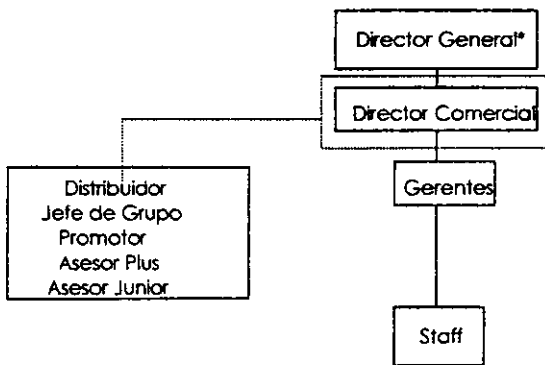 Director General*
Director Comercial
Distribuidor
Jefe de Grupo
Promotor
Asesor Plus
Asesor Junior
Gerentes
Staff